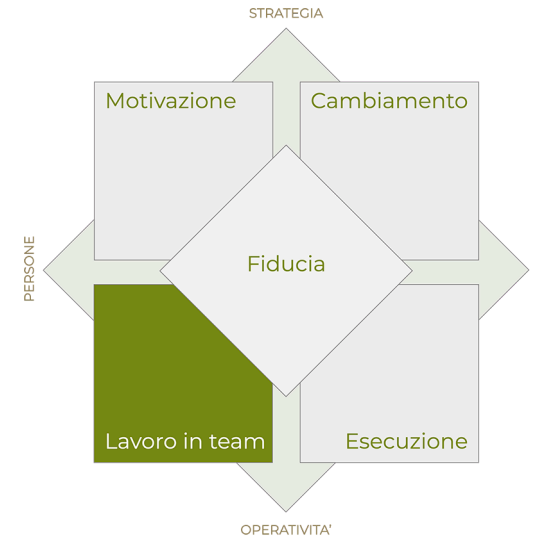 STRATEGIA
Motivazione
Cambiamento
PERSONE
Fiducia
Lavoro in team
Esecuzione
OPERATIVITA'